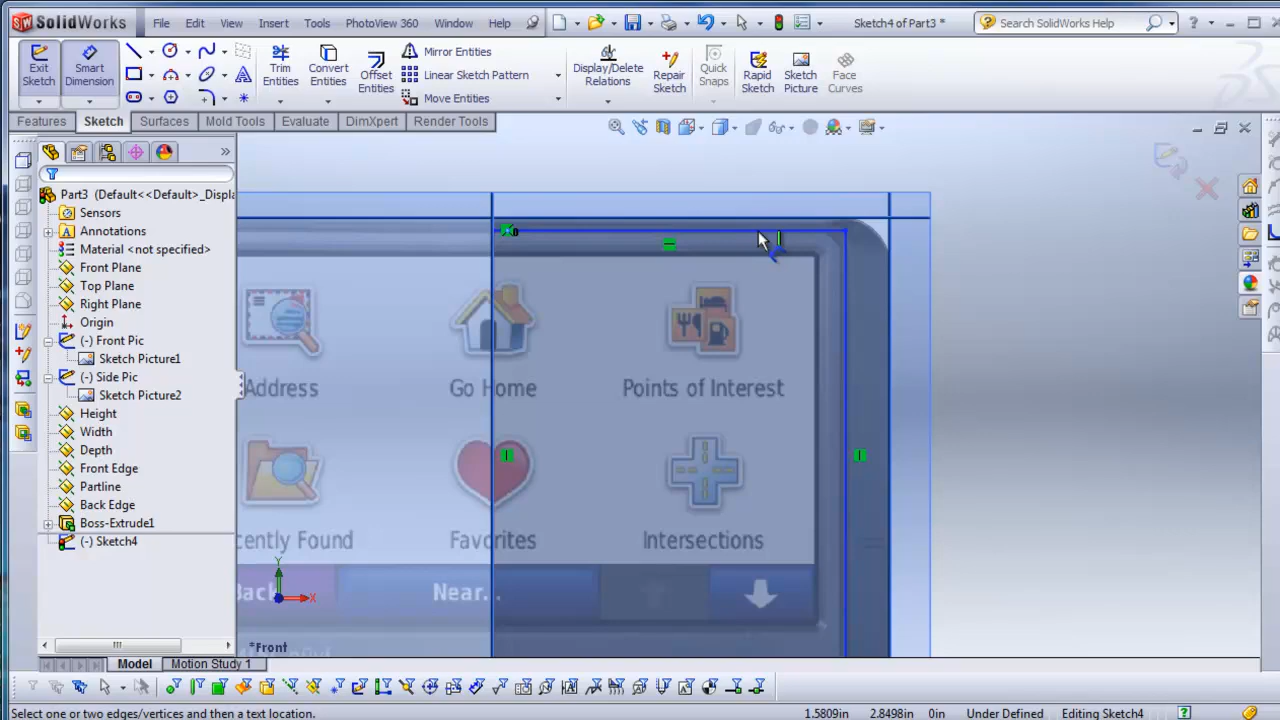 SolidWorks File Edit View Insert Tools PhotoView 360 Window Help Sketch4 of Part3 * Search SolidWorks Help
Exit Sketch
Smart Dimension
Trim Entities
Convert Entities
Offset Entities
Mirror Entities
Linear Sketch Pattern
Move Entities
Display/Delete Relations
Repair Sketch
Quick Snaps
Rapid Sketch
Sketch Picture
Face Curves
Features Sketch Surfaces Mold Tools Evaluate DimXpert Render Tools
Part3 (Default<<Default>_Displa
Sensors
Annotations
Material <not specified>
Front Plane
Top Plane
Right Plane
Origin
(-) Front Pic
Sketch Picture1
(-) Side Pic
Sketch Picture2
Height
Width
Depth
Front Edge
Partline
Back Edge
Boss-Extrude1
(-) Sketch4
Address Go Home Points of Interest
cently Found Favorites Intersections
Back Near...
Y
X
*Front
Model Motion Study 1
Select one or two edges/vertices and then a text location. 1.5809in 2.8498in 0in Under Defined Editing Sketch4